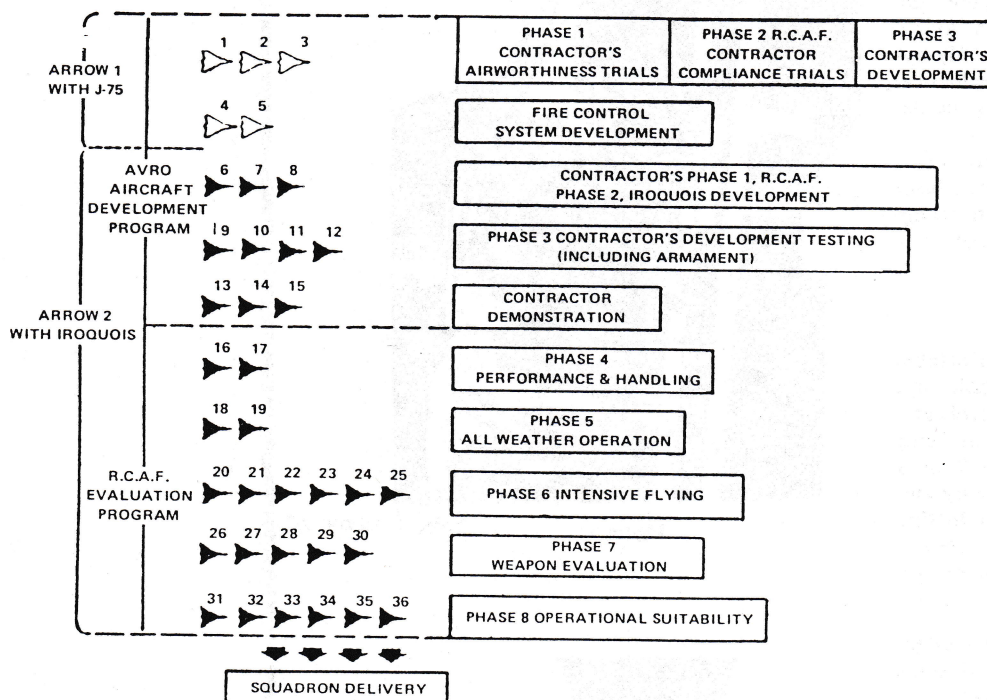 1 2 3
PHASE 1
CONTRACTOR'S
AIRWORTHINESS TRIALS
PHASE 2 R.C.A.F.
CONTRACTOR
COMPLIANCE TRIALS
PHASE 3
CONTRACTOR'S
DEVELOPMENT
ARROW 1
WITH J-75
4 5
FIRE CONTROL
SYSTEM DEVELOPMENT
AVRO
AIRCRAFT
DEVELOPMENT
PROGRAM
6 7 8
CONTRACTOR'S PHASE 1, R.C.A.F.
PHASE 2, IROQUOIS DEVELOPMENT
9 10 11 12
PHASE 3 CONTRACTOR'S DEVELOPMENT TESTING
(INCLUDING ARMAMENT)
13 14 15
CONTRACTOR
DEMONSTRATION
ARROW 2
WITH IROQUOIS
16 17
PHASE 4
PERFORMANCE & HANDLING
18 19
PHASE 5
ALL WEATHER OPERATION
R.C.A.F.
EVALUATION
PROGRAM
20 21 22 23 24 25
PHASE 6 INTENSIVE FLYING
26 27 28 29 30
PHASE 7
WEAPON EVALUATION
31 32 33 34 35 36
PHASE 8 OPERATIONAL SUITABILITY
SQUADRON DELIVERY